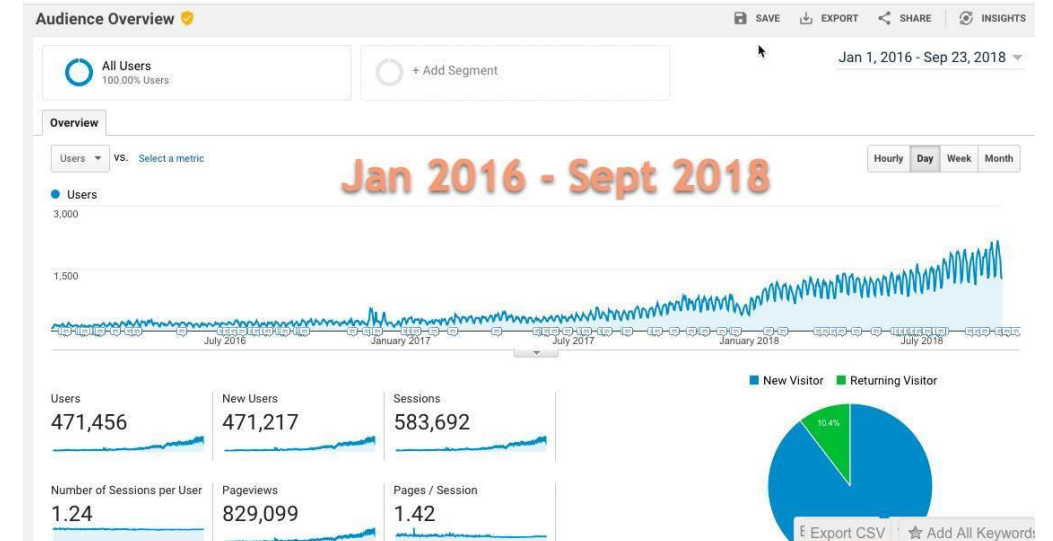 Audience Overview
SAVE EXPORT SHARE INSIGHTS
All Users
100.00% Users
+ Add Segment
Jan 1, 2016 - Sep 23, 2018
Overview
Users VS. Select a metric
Hourly Day Week Month
Jan 2016 - Sept 2018
Users
3,000
1,500
July 2016 January 2017 July 2017 January 2018 July 2018
New Visitor Returning Visitor
Users New Users Sessions
471,456 471,217 583,692
10.4%
Number of Sessions per User Pageviews Pages / Session
1.24 829,099 1.42
Export CSV Add All Keywords